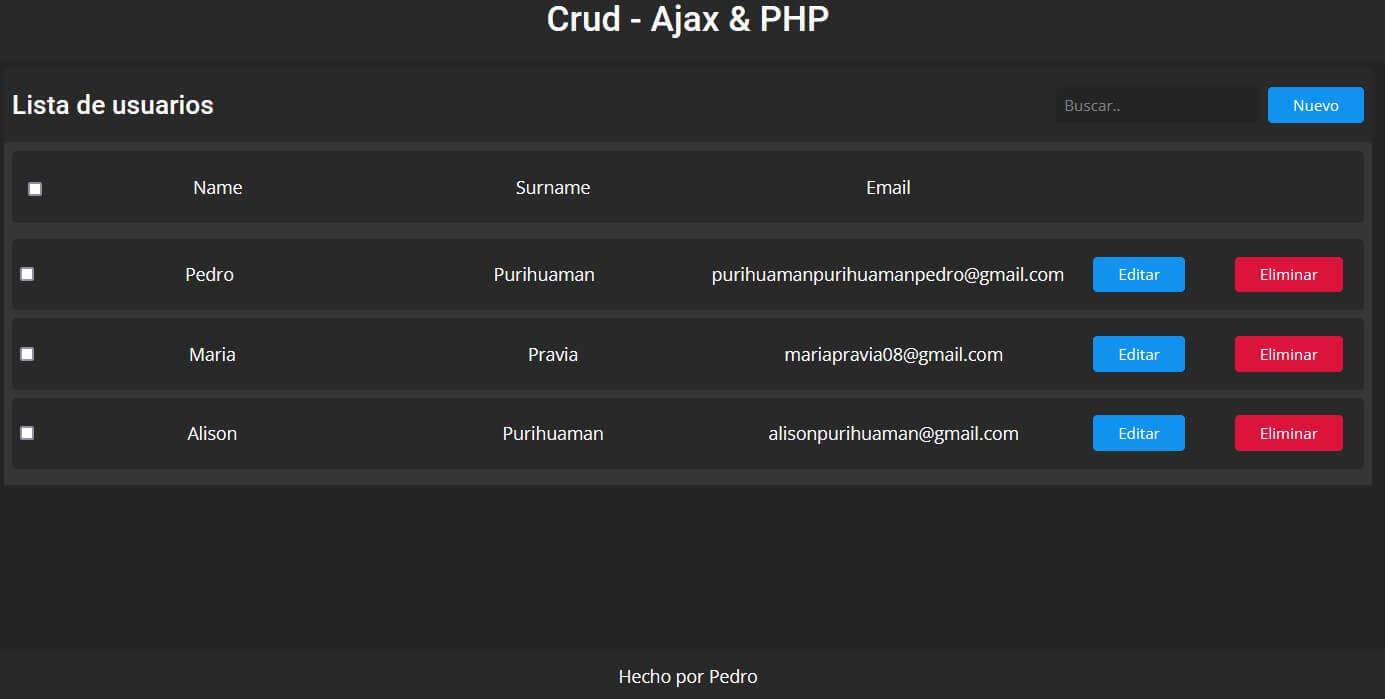 Crud - Ajax & PHP
Lista de usuarios Buscar.. Nuevo
Name Surname Email
Pedro Purihuaman purihuamanpurihuamanpedro@gmail.com Editar Eliminar
Maria Pravia mariapravia08@gmail.com Editar Eliminar
Alison Purihuaman alisonpurihuaman@gmail.com Editar Eliminar
Hecho por Pedro